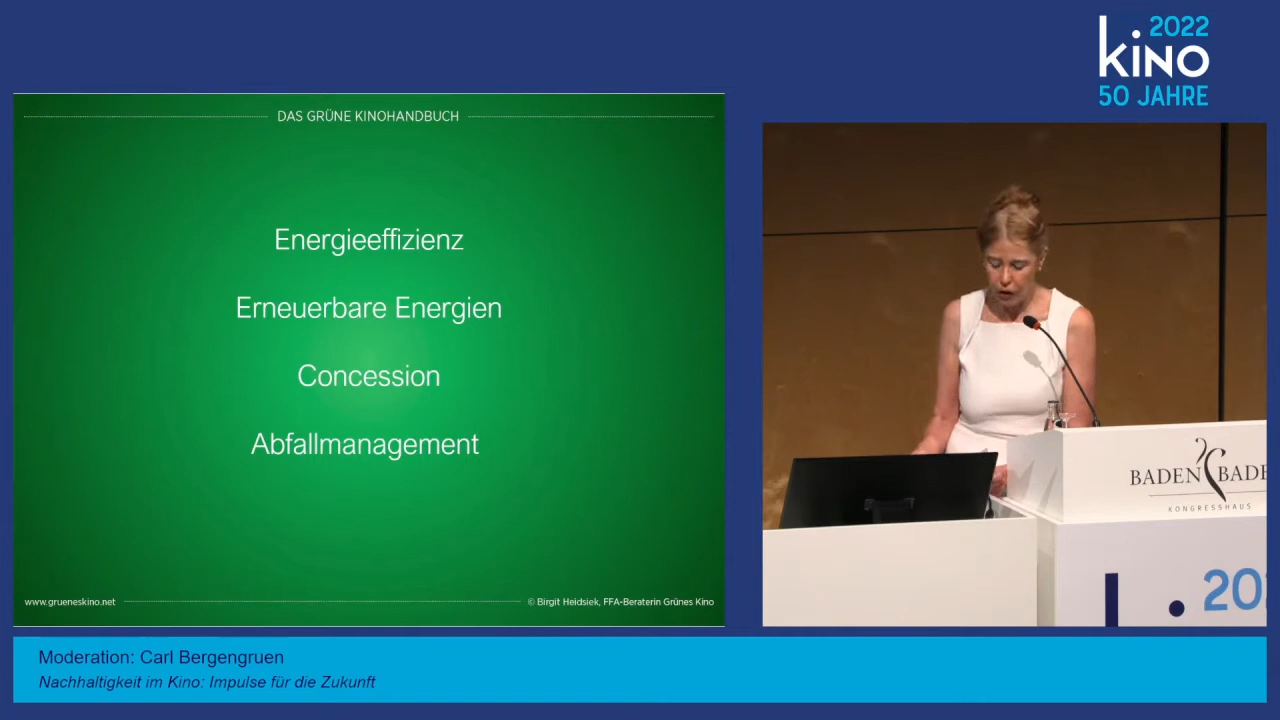 2022
kino
50 JAHRE
DAS GRÜNE KINOHANDBUCH
Energieeffizienz
Erneuerbare Energien
Concession
Abfallmanagement
www.grueneskino.net
© Birgit Heidsiek, FFA-Beraterin Grünes Kino
BADEN BADE
KONGRESSHAUS
20
Moderation: Carl Bergengruen
Nachhaltigkeit im Kino: Impulse für die Zukunft